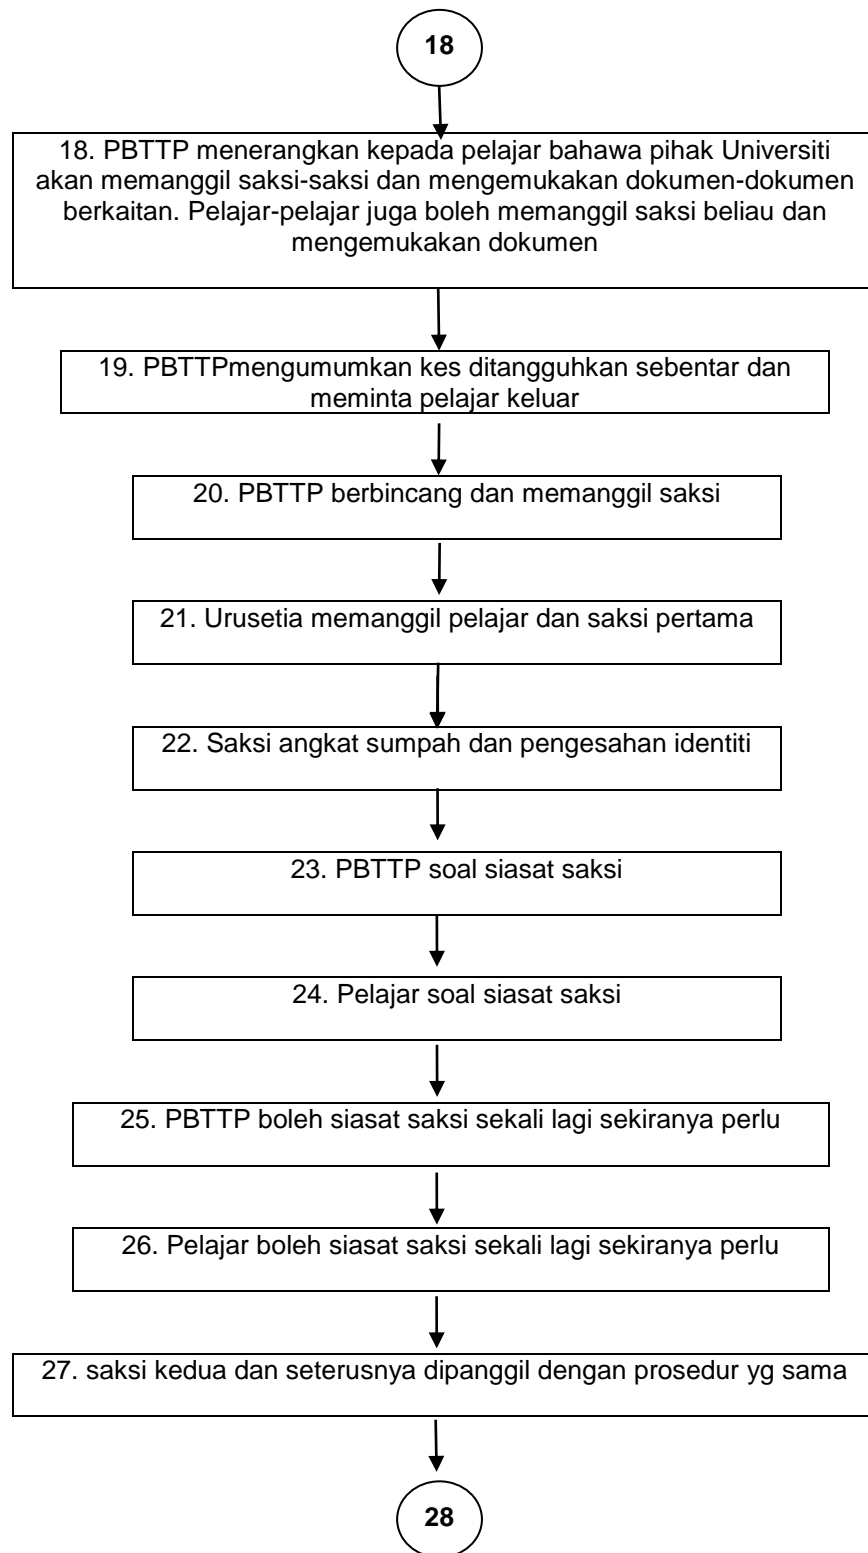 18
18. PBTTP menerangkan kepada pelajar bahawa pihak Universiti
akan memanggil saksi-saksi dan mengemukakan dokumen-dokumen
berkaitan. Pelajar-pelajar juga boleh memanggil saksi beliau dan
mengemukakan dokumen
19. PBTTPmengumumkan kes ditangguhkan sebentar dan
meminta pelajar keluar
20. PBTTP berbincang dan memanggil saksi
21. Urusetia memanggil pelajar dan saksi pertama
22. Saksi angkat sumpah dan pengesahan identiti
23. PBTTP soal siasat saksi
24. Pelajar soal siasat saksi
25. PBTTP boleh siasat saksi sekali lagi sekiranya perlu
26. Pelajar boleh siasat saksi sekali lagi sekiranya perlu
27. saksi kedua dan seterusnya dipanggil dengan prosedur yg sama
28